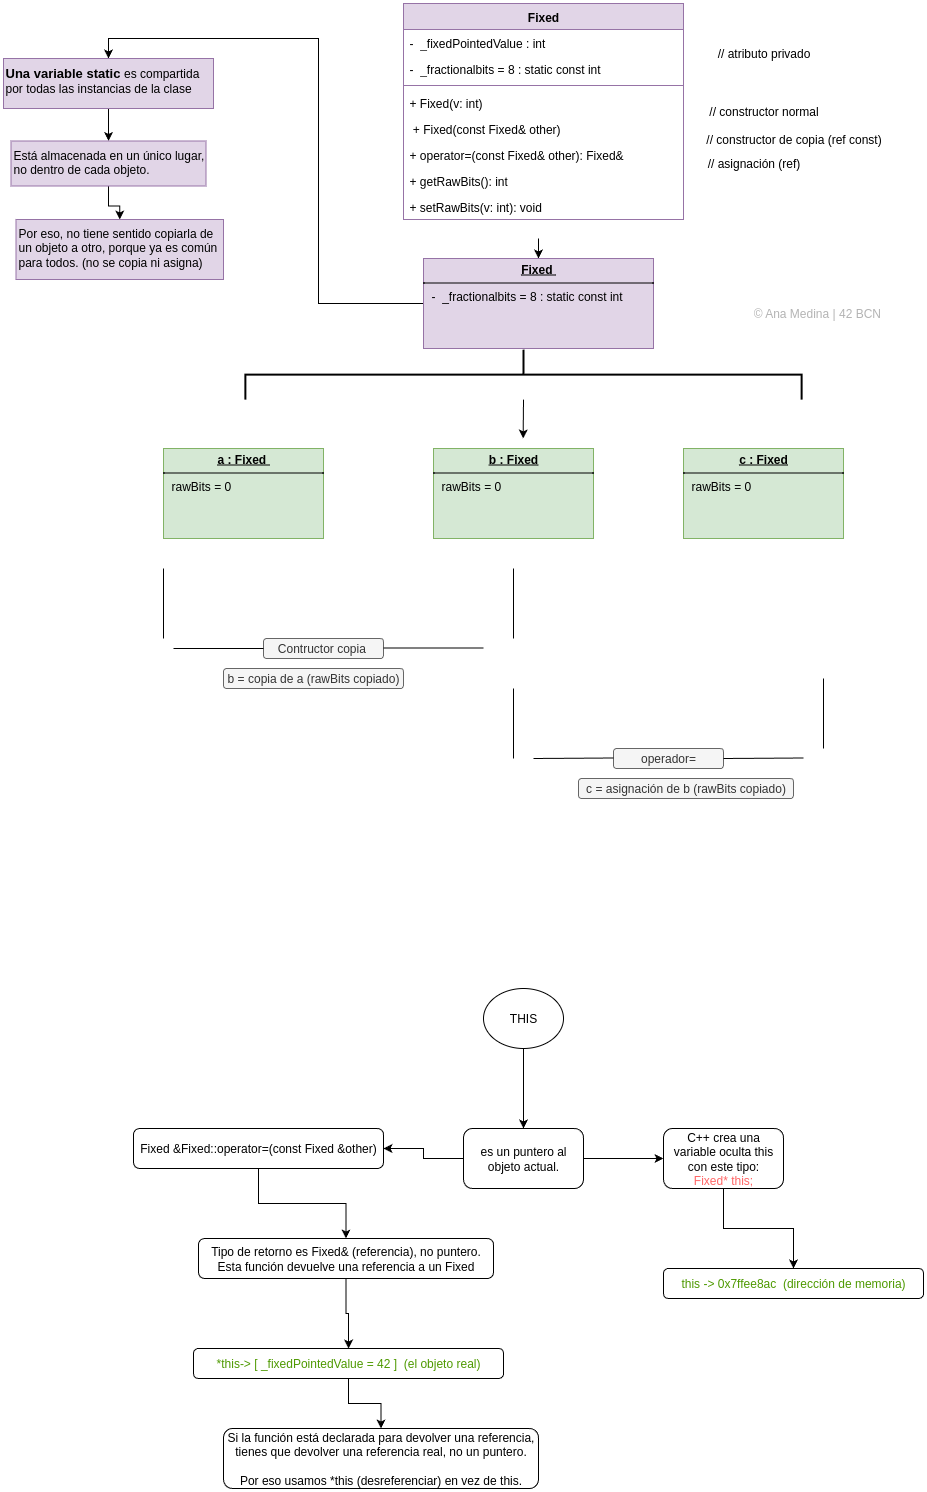 Fixed
- _fixedPointedValue : int
// atributo privado
- _fractionalbits = 8 : static const int
+ Fixed(v: int)
// constructor normal
+ Fixed(const Fixed& other)
// constructor de copia (ref const)
+ operator=(const Fixed& other): Fixed&
// asignación (ref)
+ getRawBits(): int
+ setRawBits(v: int): void
Una variable static es compartida
por todas las instancias de la clase
Está almacenada en un único lugar,
no dentro de cada objeto.
Por eso, no tiene sentido copiarla de
un objeto a otro, porque ya es común
para todos. (no se copia ni asigna)
Fixed
- _fractionalbits = 8 : static const int
© Ana Medina | 42 BCN
a : Fixed
rawBits = 0
b : Fixed
rawBits = 0
c : Fixed
rawBits = 0
Contructor copia
b = copia de a (rawBits copiado)
operador=
c = asignación de b (rawBits copiado)
THIS
es un puntero al
objeto actual.
Fixed &Fixed::operator=(const Fixed &other)
C++ crea una
variable oculta this
con este tipo:
Fixed* this;
Tipo de retorno es Fixed& (referencia), no puntero.
Esta función devuelve una referencia a un Fixed
this -> 0x7ffee8ac (dirección de memoria)
*this-> [ _fixedPointedValue = 42 ] (el objeto real)
Si la función está declarada para devolver una referencia,
tienes que devolver una referencia real, no un puntero.
Por eso usamos *this (desreferenciar) en vez de this.